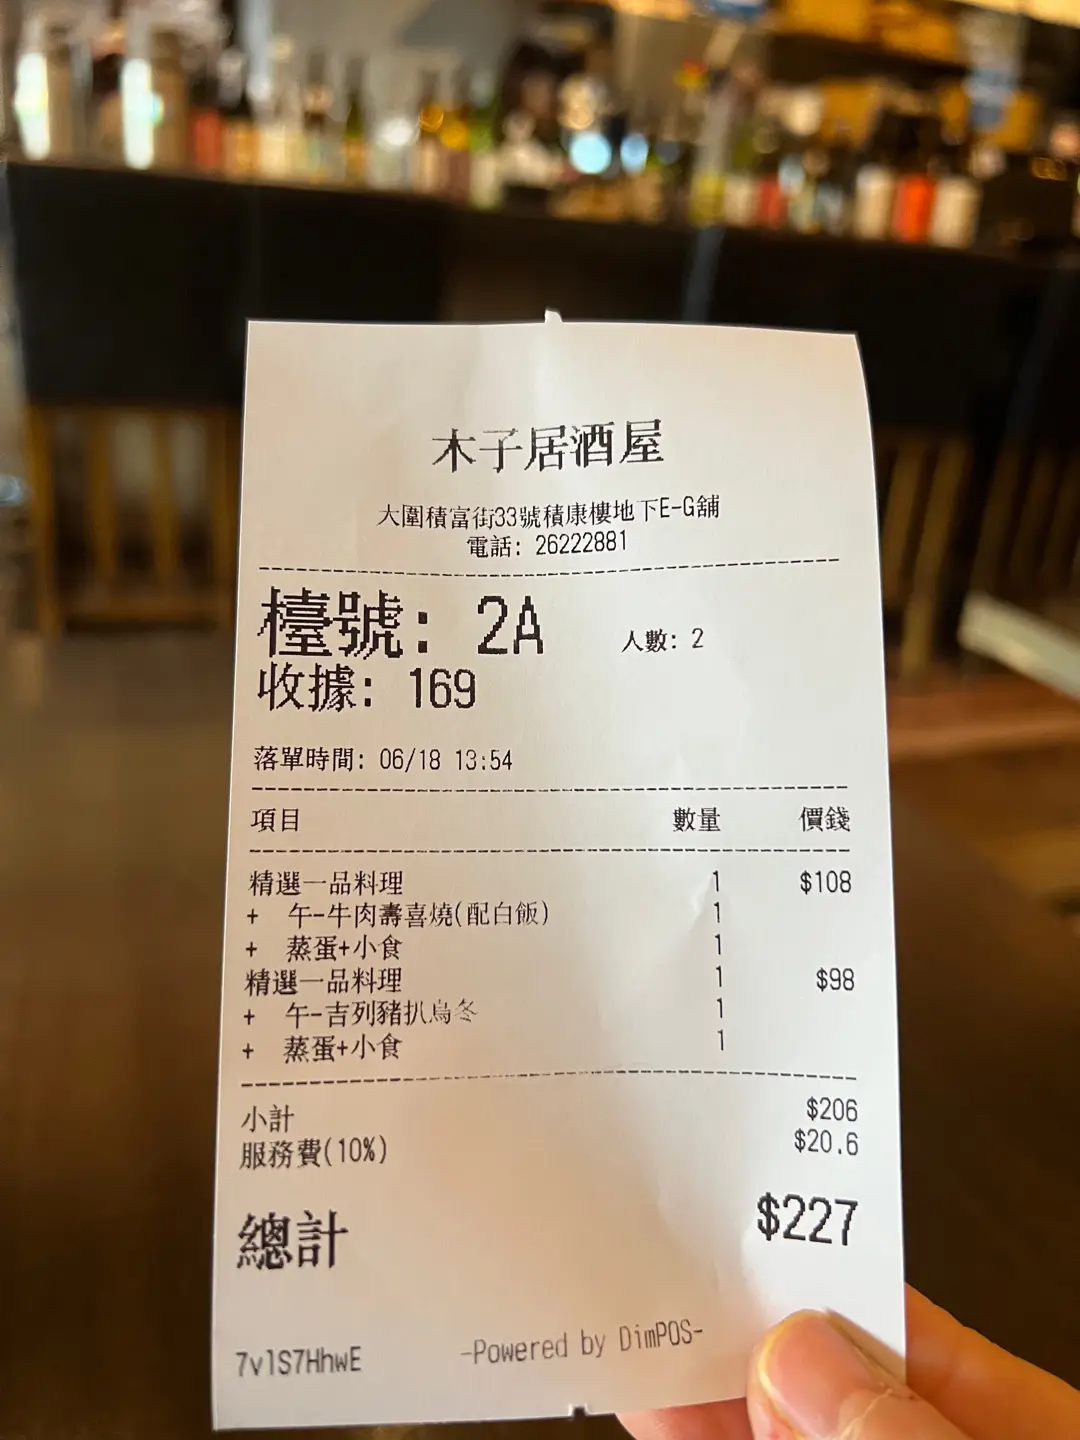 木子居酒屋
大圍積富街33號積康樓地下E-G舖
電話: 26222881
檯號: 2A 人數: 2
收據: 169
落單時間: 06/18 13:54
項目 數量 價錢
精選一品料理 1 $108
+ 午-牛肉壽喜燒(配白飯) 1
+ 蒸蛋+小食 1
精選一品料理 1 $98
+ 午-吉列豬扒烏冬 1
+ 蒸蛋+小食 1
小計 $206
服務費(10%) $20.6
總計 $227
7v1S7HhwE -Powered by DimPOS-